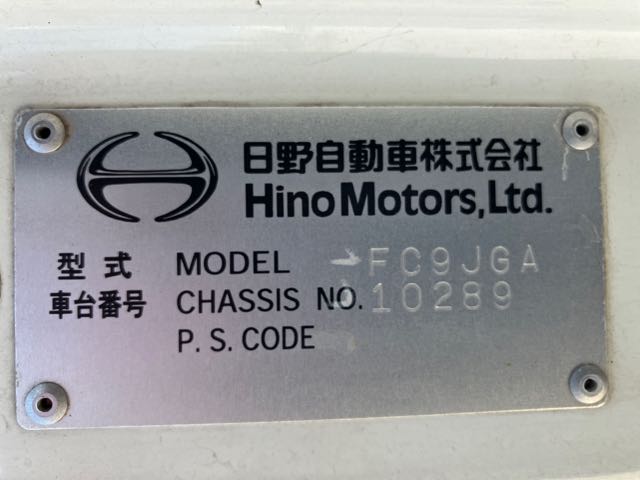 日野自動車株式会社
Hino Motors, Ltd.
型式 MODEL -FC9JGA
車台番号 CHASSIS NO. 10289
P. S. CODE